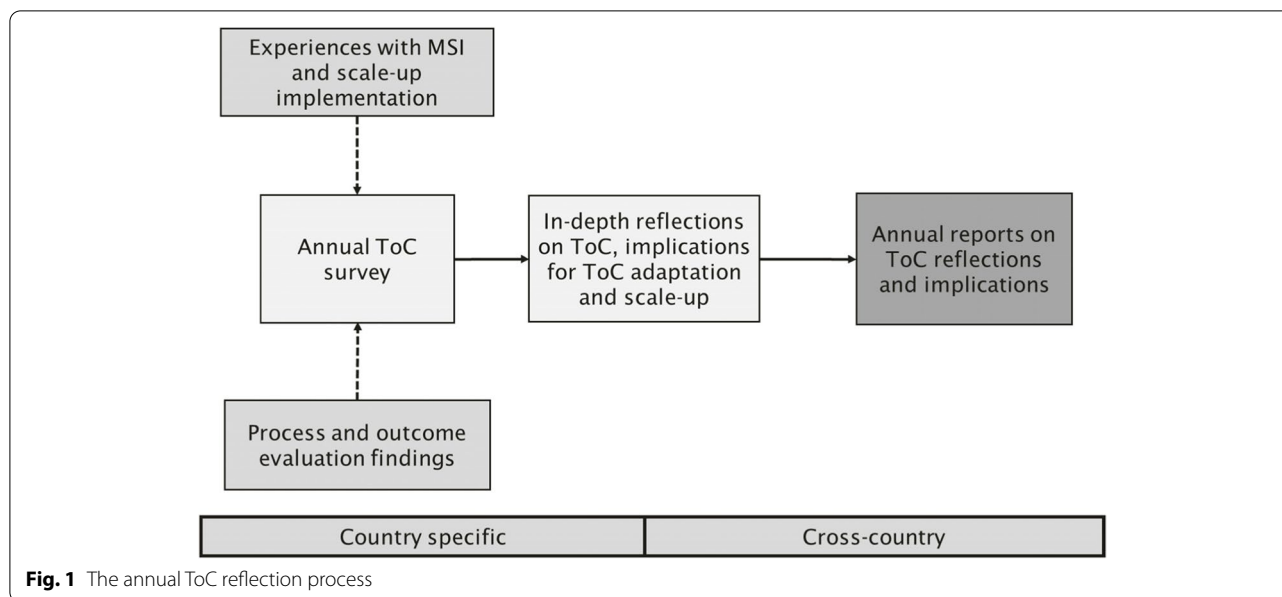 Experiences with MSI
and scale-up
implementation
Annual ToC
survey
In-depth reflections
on ToC, implications
for ToC adaptation
and scale-up
Annual reports on
ToC reflections
and implications
Process and outcome
evaluation findings
Country specific
Cross-country
Fig. 1 The annual ToC reflection process